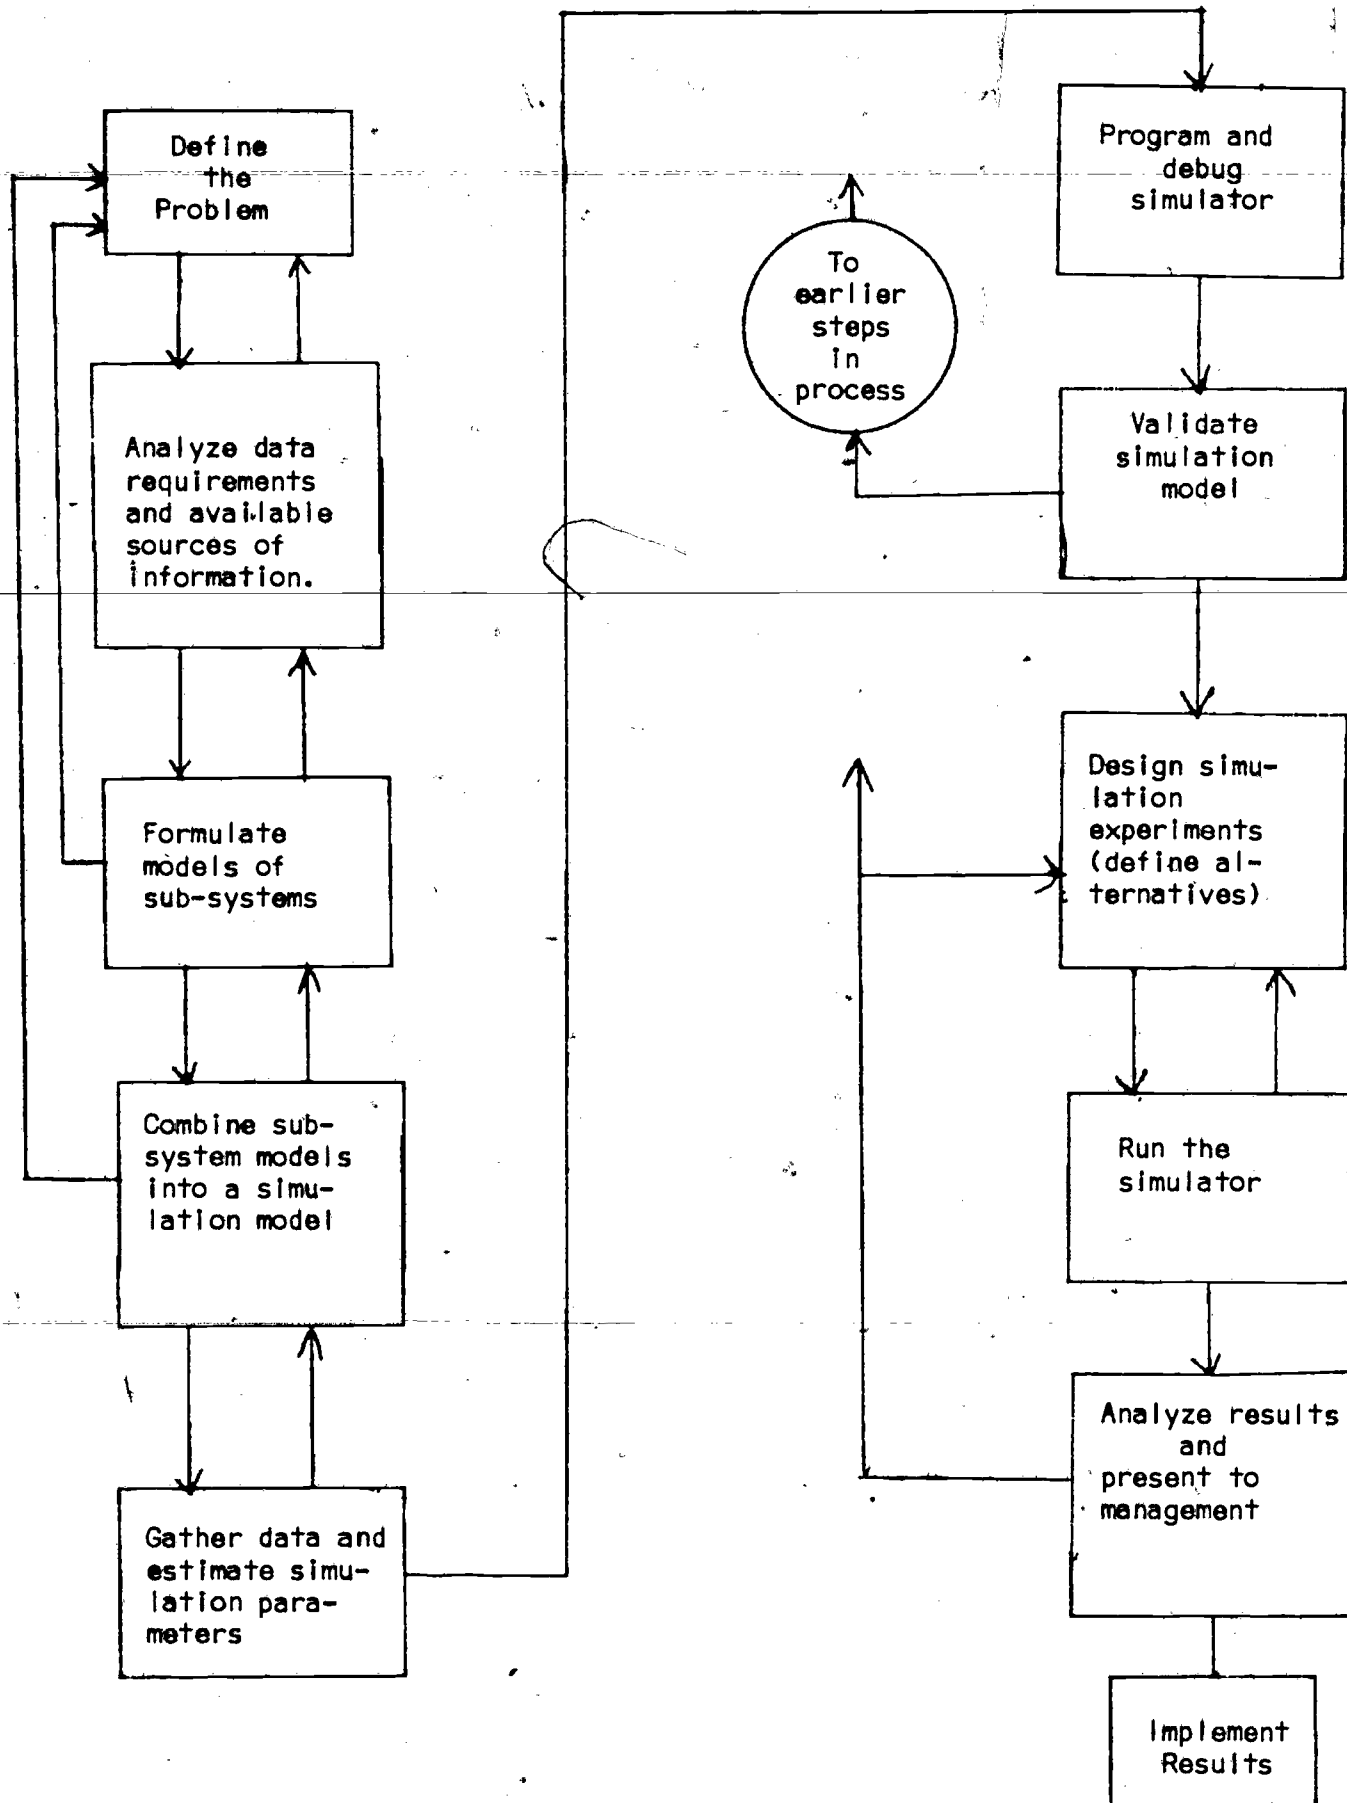 Define
the
Problem
Analyze data
requirements
and available
sources of
information.
Formulate
models of
sub-systems
Combine sub-
system models
into a simu-
lation model
Gather data and
estimate simu-
lation para-
meters
Program and
debug
simulator
To
earlier
steps
in
process
Validate
simulation
model
Design simu-
lation
experiments
(define al-
ternatives)
Run the
simulator
Analyze results
and
present to
management
Implement
Results